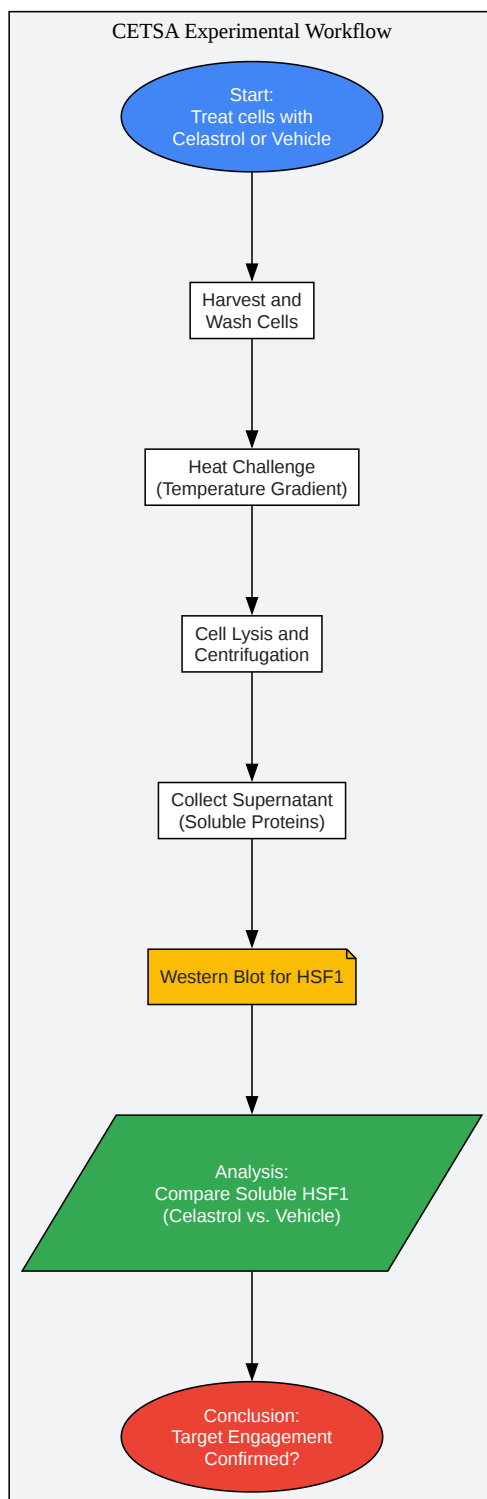 CETSA Experimental Workflow
Start:
Treat cells with
Celastrol or Vehicle
Harvest and
Wash Cells
Heat Challenge
(Temperature Gradient)
Cell Lysis and
Centrifugation
Collect Supernatant
(Soluble Proteins)
Western Blot for HSF1
Analysis:
Compare Soluble HSF1
(Celastrol vs. Vehicle)
Conclusion:
Target Engagement
Confirmed?